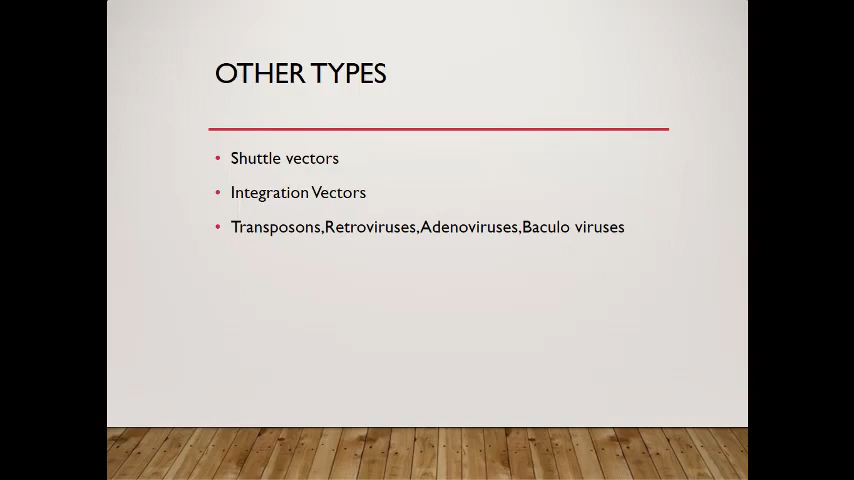 OTHER TYPES
• Shuttle vectors
• Integration Vectors
• Transposons,Retroviruses,Adenoviruses,Baculo viruses